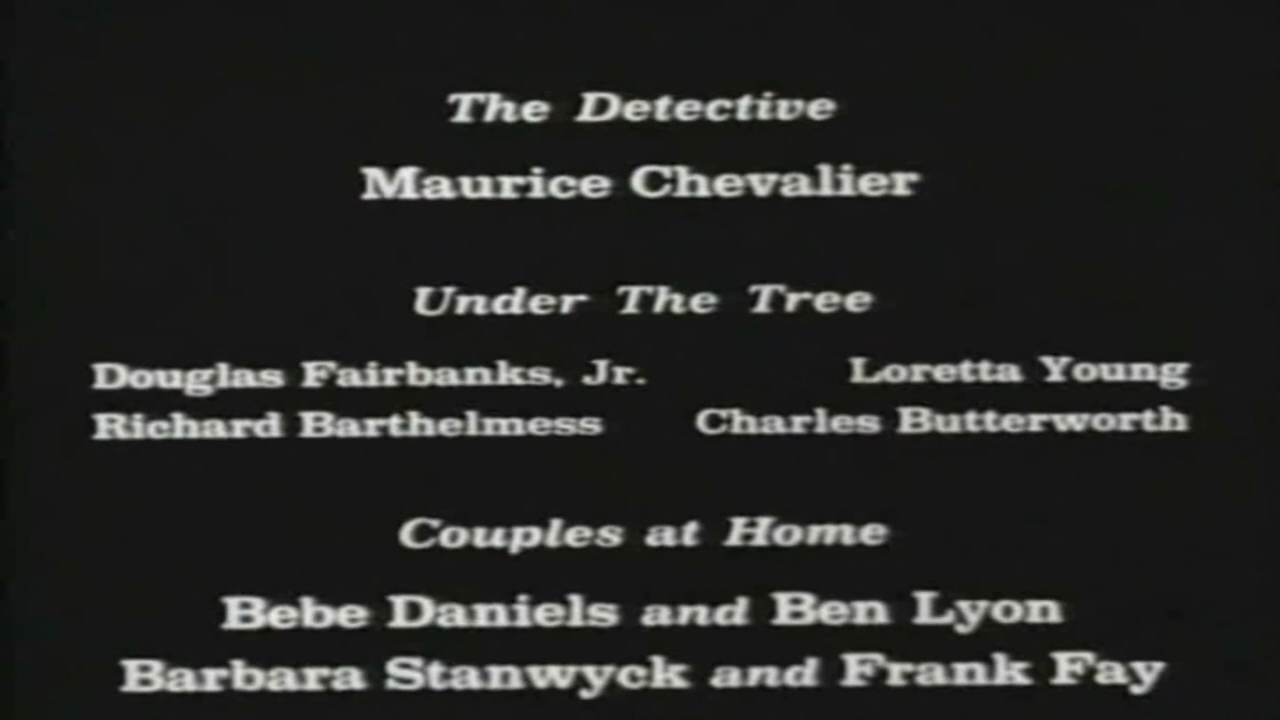 The Detective
Maurice Chevalier
Under The Tree
Douglas Fairbanks, Jr. Loretta Young
Richard Barthelmess Charles Butterworth
Couples at Home
Bebe Daniels and Ben Lyon
Barbara Stanwyck and Frank Fay